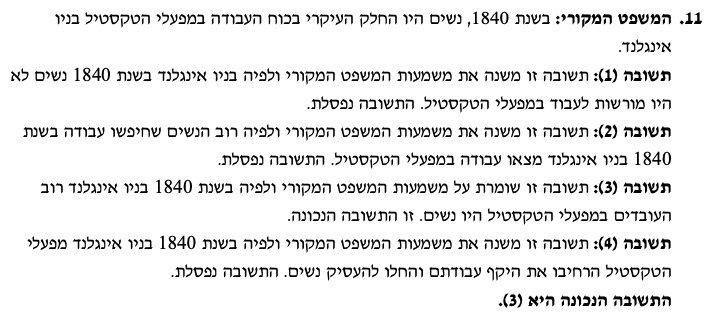 11. המשפט המקורי: בשנת 1840, נשים היו החלק העיקרי בכוח העבודה במפעלי הטקסטיל בניו
אינגלנד.
תשובה (1): תשובה זו משנה את משמעות המשפט המקורי ולפיה בניו אינגלנד בשנת 1840 נשים לא
היו מורשות לעבוד במפעלי הטקסטיל. התשובה נפסלת.
תשובה (2): תשובה זו משנה את משמעות המשפט המקורי ולפיה רוב הנשים שחיפשו עבודה בשנת
1840 בניו אינגלנד מצאו עבודה במפעלי הטקסטיל. התשובה נפסלת.
תשובה (3): תשובה זו שומרת על משמעות המשפט המקורי ולפיה בשנת 1840 בניו אינגלנד רוב
העובדים במפעלי הטקסטיל היו נשים. זו התשובה הנכונה.
תשובה (4): תשובה זו משנה את משמעות המשפט המקורי ולפיה בשנת 1840 בניו אינגלנד מפעלי
הטקסטיל הרחיבו את היקף עבודתם והחלו להעסיק נשים. התשובה נפסלת.
התשובה הנכונה היא (3).